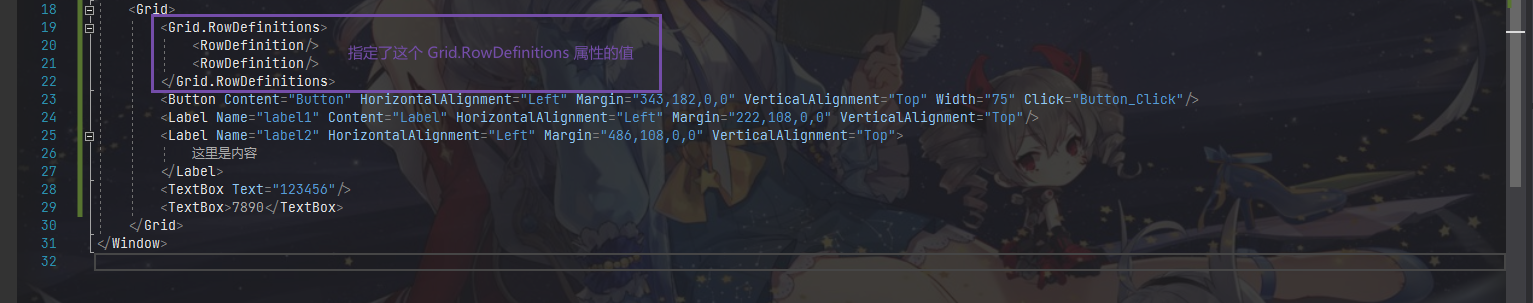 18 <Grid>
19 <Grid.RowDefinitions>
20 <RowDefinition/>
指定了这个 Grid.RowDefinitions 属性的值
21 <RowDefinition/>
22 </Grid.RowDefinitions>
23 <Button Content="Button" HorizontalAlignment="Left" Margin="343,182,0,0" VerticalAlignment="Top" Width="75" Click="Button_Click"/>
24 <Label Name="label1" Content="Label" HorizontalAlignment="Left" Margin="222,108,0,0" VerticalAlignment="Top"/>
25 <Label Name="label2" HorizontalAlignment="Left" Margin="486,108,0,0" VerticalAlignment="Top">
26 这里是内容
27 </Label>
28 <TextBox Text="123456"/>
29 <TextBox>7890</TextBox>
30 </Grid>
31 </Window>
32